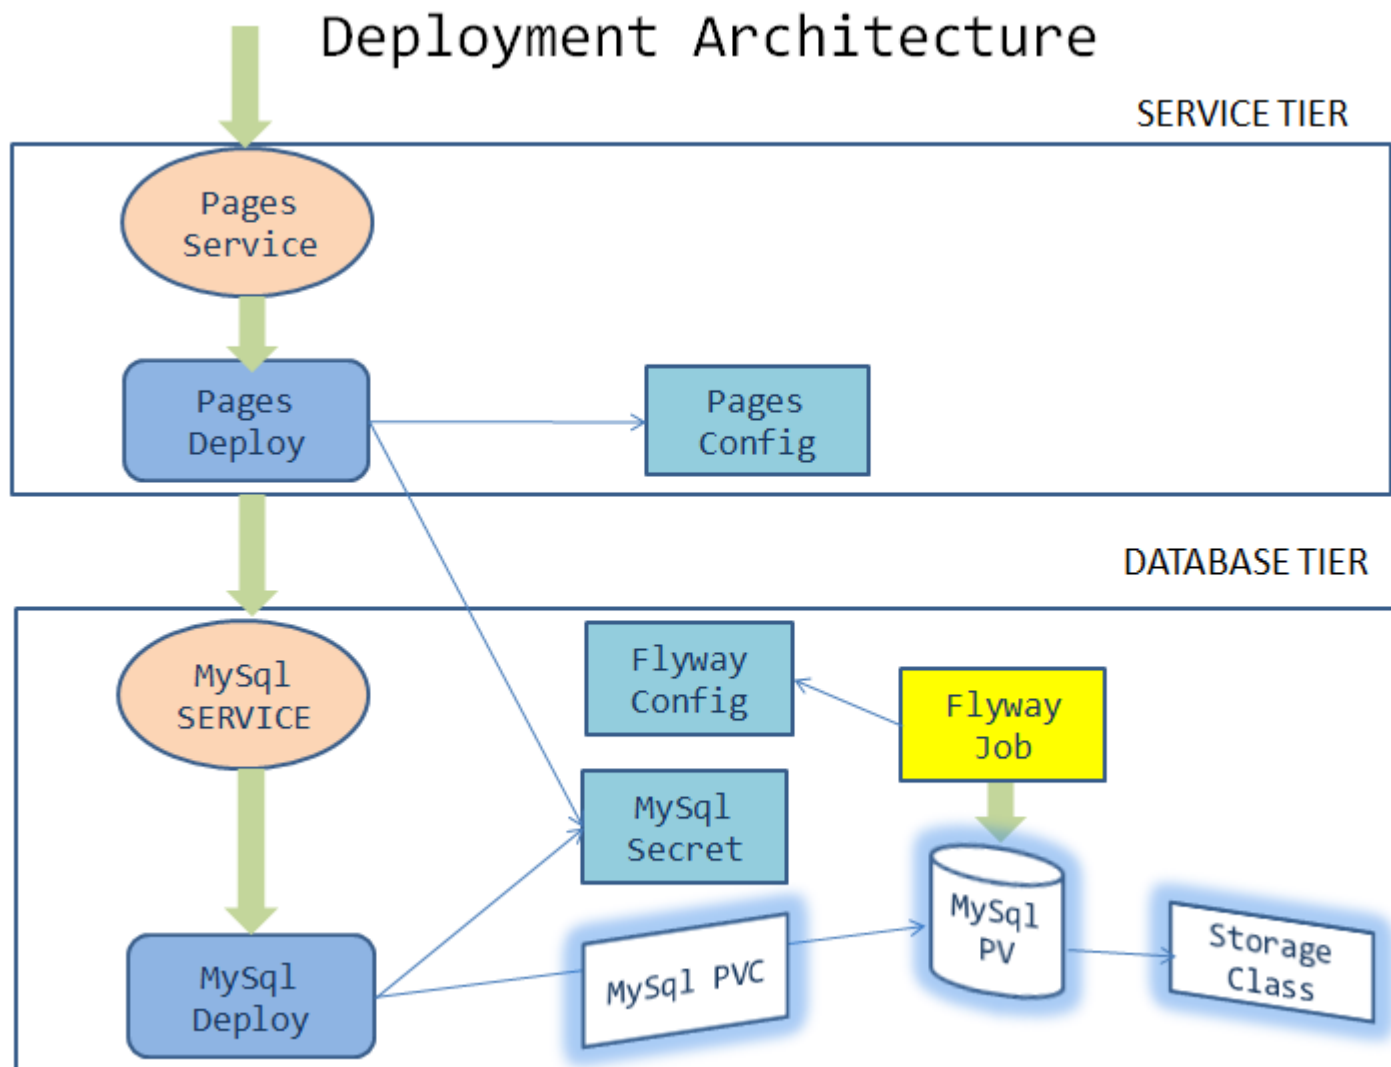 Deployment Architecture
SERVICE TIER
Pages
Service
Pages
Deploy
Pages
Config
DATABASE TIER
MySql
SERVICE
Flyway
Config
Flyway
Job
MySql
Secret
MySql
PV
Storage
Class
MySql PVC
MySql
Deploy